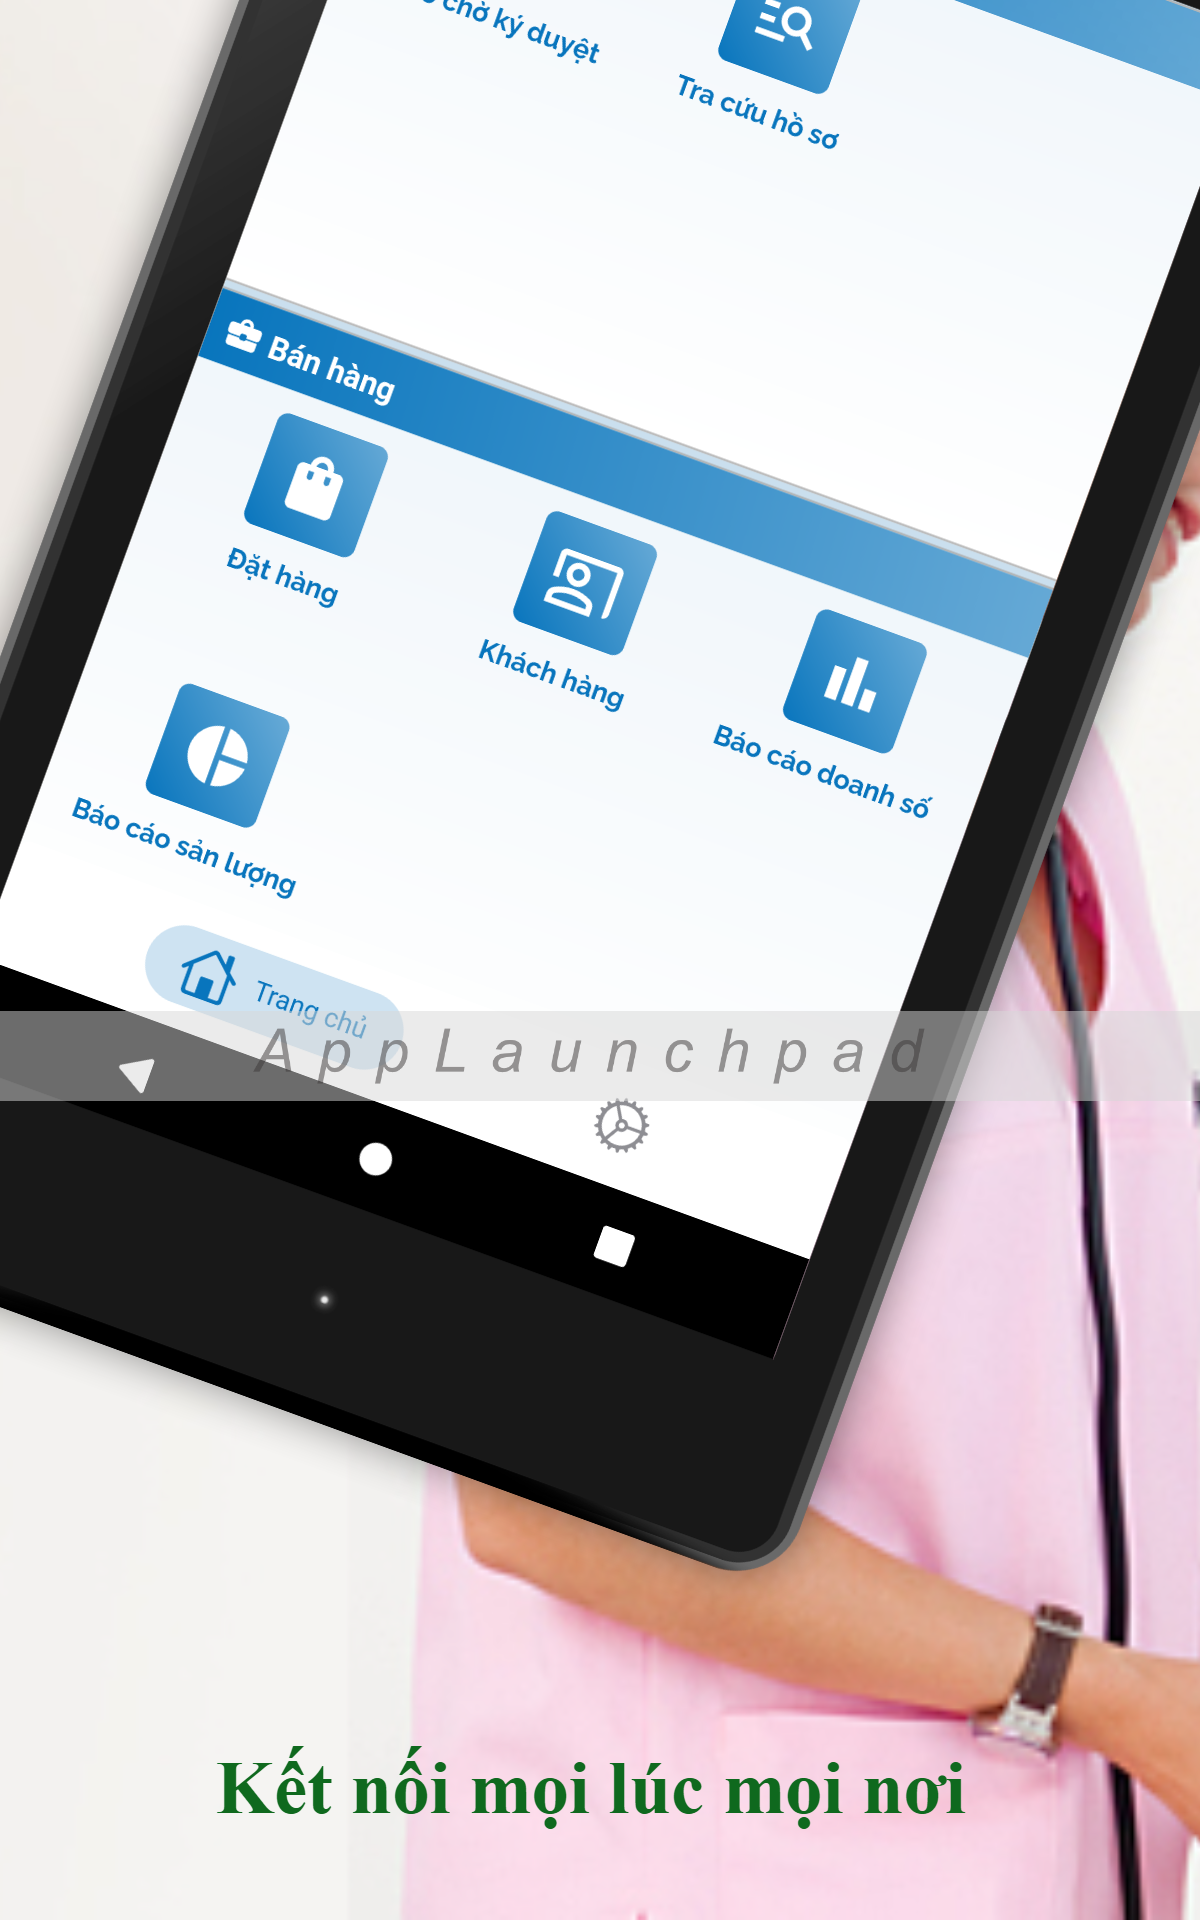 chờ ký duyệt
Tra cứu hồ sơ
Bán hàng
Đặt hàng
Khách hàng
Báo cáo doanh số
Báo cáo sản lượng
Trang chủ
AppLaunchpad
Kết nối mọi lúc mọi nơi